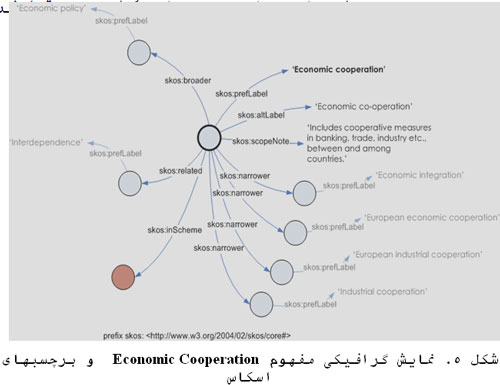 'Economic policy'
skos:prefLabel
skos:broader
skos:prefLabel
'Economic cooperation'
skos:altLabel
'Economic co-operation'
skos:scopeNote
'Includes cooperative measures
in banking, trade, industry etc.,
between and among
countries.'
'Interdependence'
skos:prefLabel
skos:related
skos:narrower
'Economic integration'
skos:prefLabel
skos:narrower
'European economic cooperation'
skos:prefLabel
skos:inScheme
skos:narrower
'European industrial cooperation'
skos:prefLabel
skos:narrower
'Industrial cooperation'
skos:prefLabel
prefix skos: <http://www.w3.org/2004/02/skos/core#>
شکل ۵. نمایش گرافیکی مفهوم Economic Cooperation و برچسبهای
اسکاس